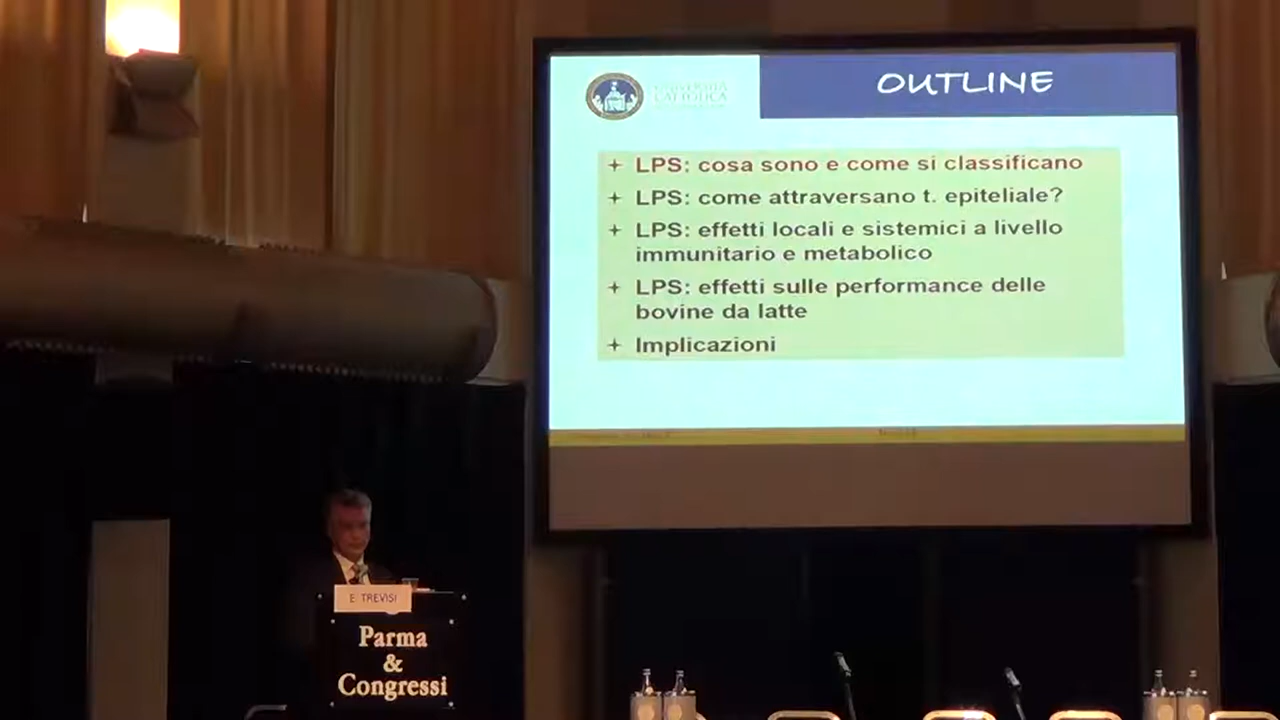 OUTLINE
UNIVERSITÀ
CATTOLICA
+ LPS: cosa sono e come si classificano
+ LPS: come attraversano t. epiteliale?
+ LPS: effetti locali e sistemici a livello
immunitario e metabolico
+ LPS: effetti sulle performance delle
bovine da latte
+ Implicazioni
E. TREVISI
Parma
&
Congressi